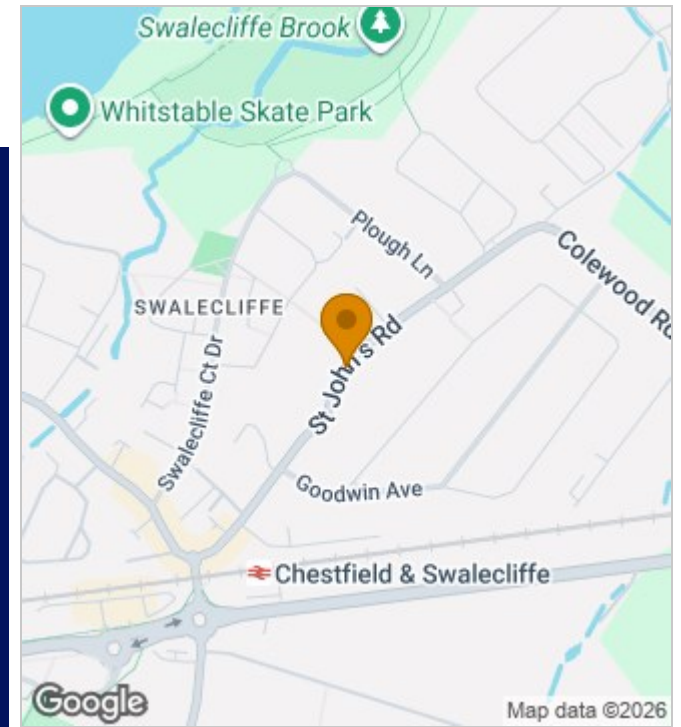 Swalecliffe Brook
Whitstable Skate Park
Plough Ln
Colewood Rd
SWALECLIFFE
St John's Rd
Swalecliffe Ct Dr
Goodwin Ave
Chestfield & Swalecliffe
Google
Map data ©2026